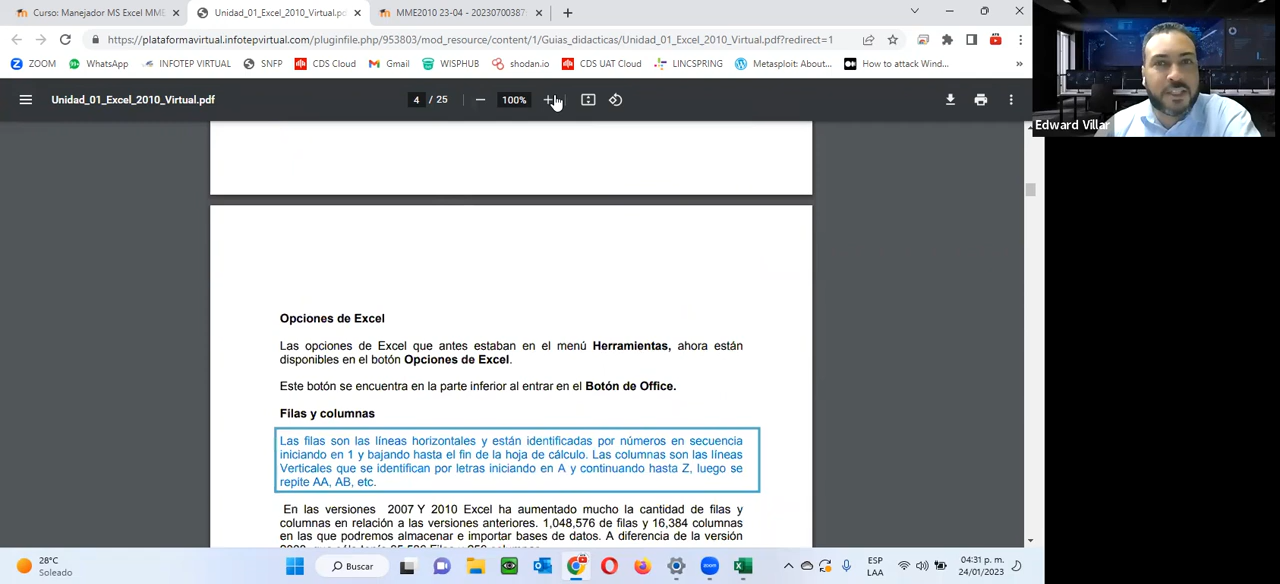 Curso: Manejador MS Excel MME
Unidad_01_Excel_2010_Virtual.pd
MME2010 23-04 - 2023070038
https://plataformavirtual.infotepvirtual.com/pluginfile.php/953803/mod_resource/content/1/Guias_didacticas/Unidad_01_Excel_2010_Virtual.pdf?redirect=1
ZOOM WhatsApp INFOTEP VIRTUAL SNFP CDS Cloud Gmail WISPHUB shodan.io CDS UAT Cloud LINCSPRING Metasploit: About... How to attack Wind... »
Unidad_01_Excel_2010_Virtual.pdf 4 / 25 100%
Edward Villar
Opciones de Excel
Las opciones de Excel que antes estaban en el menú Herramientas, ahora están
disponibles en el botón Opciones de Excel.
Este botón se encuentra en la parte inferior al entrar en el Botón de Office.
Filas y columnas
Las filas son las líneas horizontales y están identificadas por números en secuencia
iniciando en 1 y bajando hasta el fin de la hoja de cálculo. Las columnas son las líneas
Verticales que se identifican por letras iniciando en A y continuando hasta Z, luego se
repite AA, AB, etc.
En las versiones 2007 Y 2010 Excel ha aumentado mucho la cantidad de filas y
columnas en relación a las versiones anteriores. 1,048,576 de filas y 16,384 columnas
en las que podremos almacenar e importar bases de datos. A diferencia de la versión
28°C
Soleado
Buscar
ESP
LAA
04:31 p. m.
24/01/2023